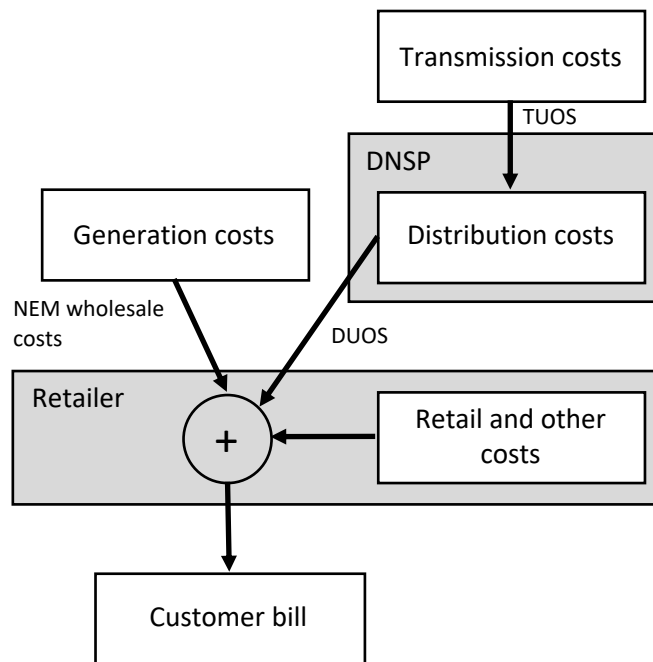 Transmission costs
TUOS
DNSP
Distribution costs
Generation costs
NEM wholesale
costs
DUOS
Retailer
+
Retail and other
costs
Customer bill